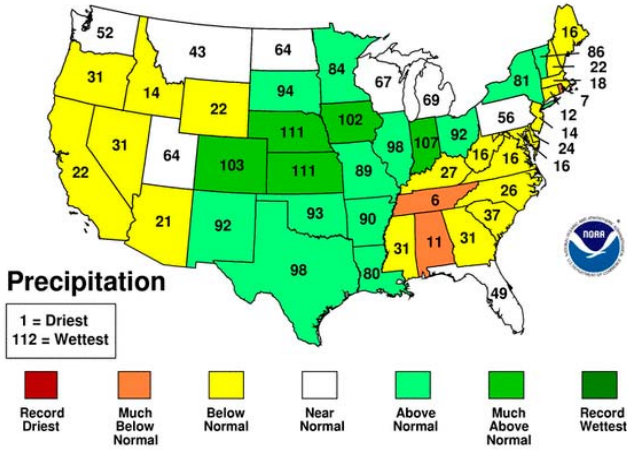 52
43
64
84
67
69
16
86
22
18
7
12
14
24
16
31
14
22
94
81
56
111
102
98
107
92
22
31
64
103
111
89
27
16
16
26
21
92
93
90
6
37
31
11
31
98
80
49
NOAA
Precipitation
1 = Driest
112 = Wettest
Record
Driest
Much
Below
Normal
Below
Normal
Near
Normal
Above
Normal
Much
Above
Normal
Record
Wettest